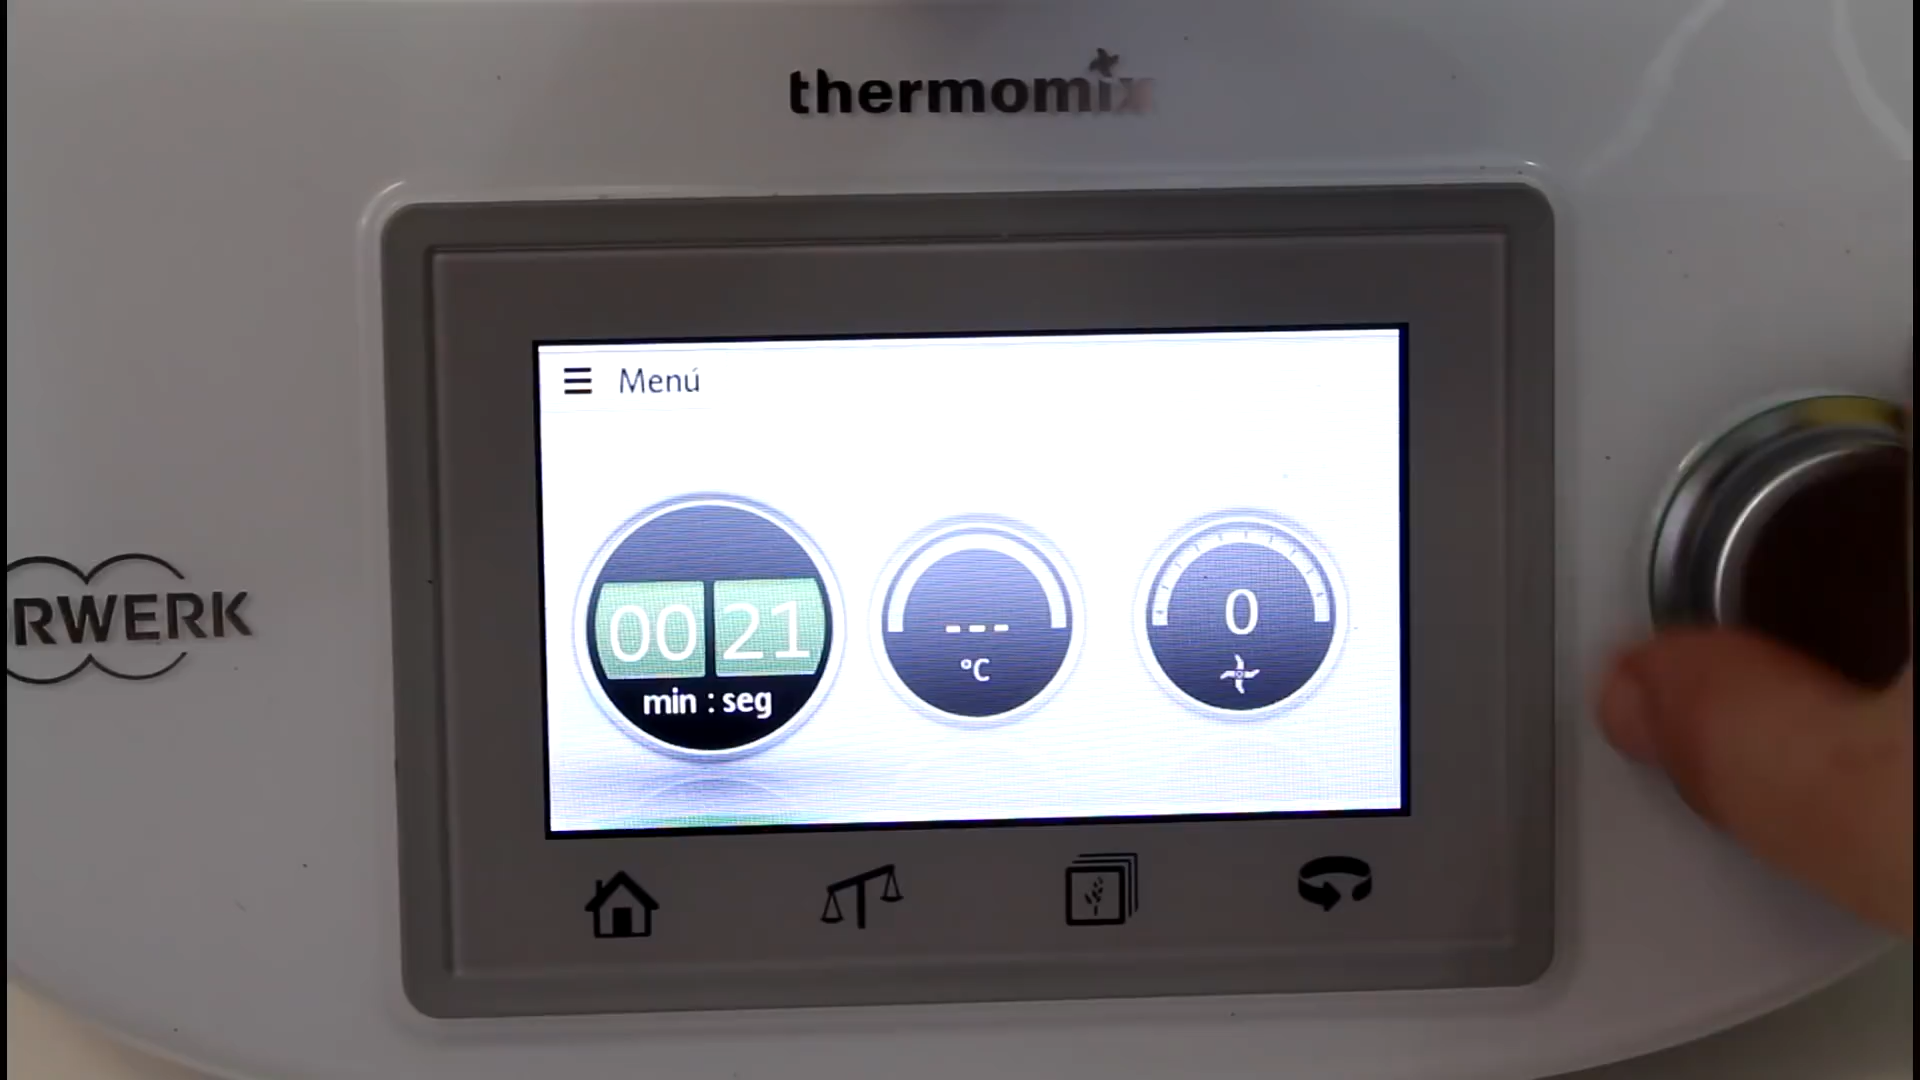 thermomix
Menú
00 21
min : seg
---
°C
0
RWERK